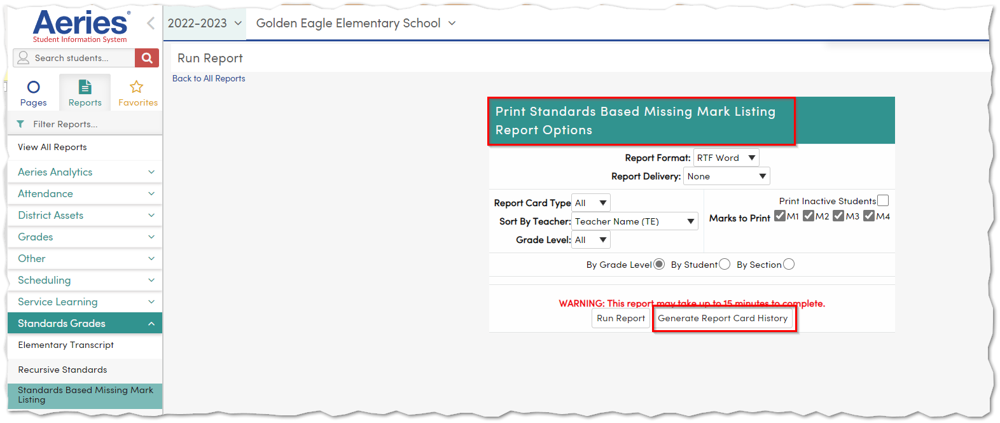 Aeries®
Student Information System
2022-2023
Golden Eagle Elementary School
Search students...
Run Report
Back to All Reports
Pages
Reports
Favorites
Filter Reports...
View All Reports
Aeries Analytics
Attendance
District Assets
Grades
Other
Scheduling
Service Learning
Standards Grades
Elementary Transcript
Recursive Standards
Standards Based Missing Mark
Listing
Print Standards Based Missing Mark Listing
Report Options
Report Format: RTF Word
Report Delivery: None
Report Card Type All
Sort By Teacher: Teacher Name (TE)
Grade Level: All
Print Inactive Students
Marks to Print M1 M2 M3 M4
By Grade Level By Student By Section
WARNING: This report may take up to 15 minutes to complete.
Run Report Generate Report Card History